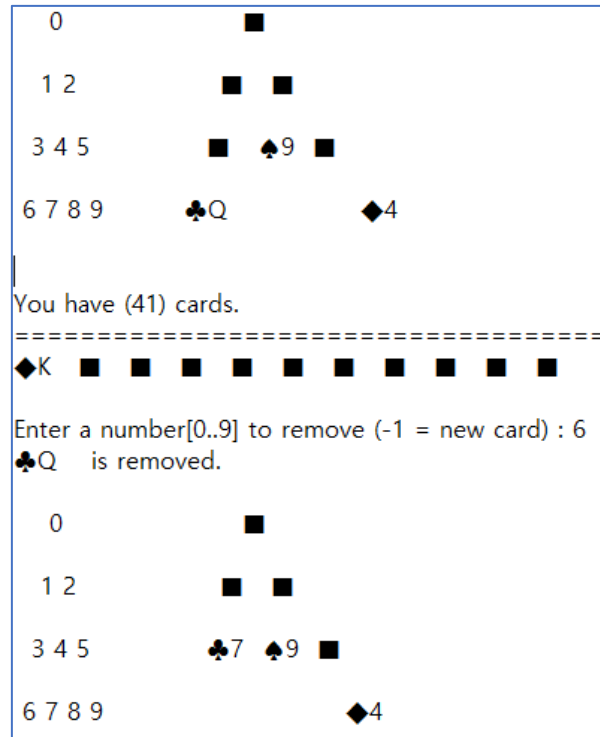 0 ■
1 2 ■ ■
3 4 5 ■ ♠9 ■
6 7 8 9 ♣Q ◆4
You have (41) cards.
===================================
◆K ■ ■ ■ ■ ■ ■ ■ ■ ■ ■
Enter a number[0..9] to remove (-1 = new card) : 6
♣Q is removed.
0 ■
1 2 ■ ■
3 4 5 ♣7 ♠9 ■
6 7 8 9 ◆4